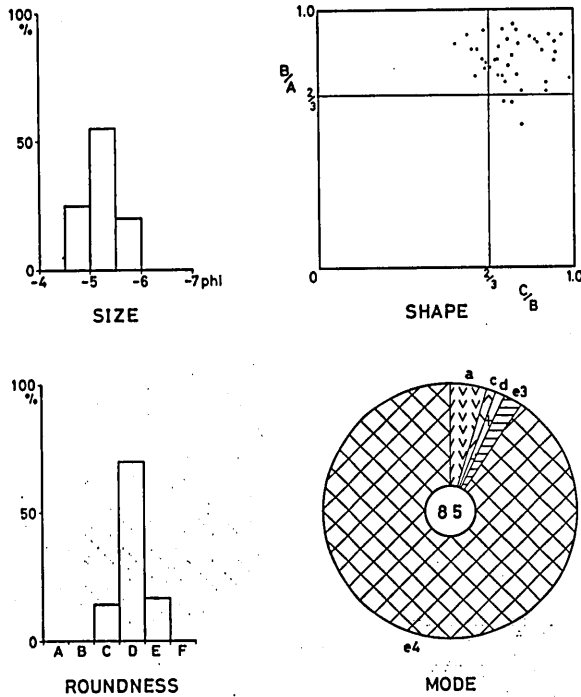 100
%
50
0
-4 -5 -6 -7 phi
SIZE
1.0
B/A
2/3
0
2/3
C/B
1.0
SHAPE
100
%
50
0
A B C D E F
ROUNDNESS
a c d e3
85
e4
MODE